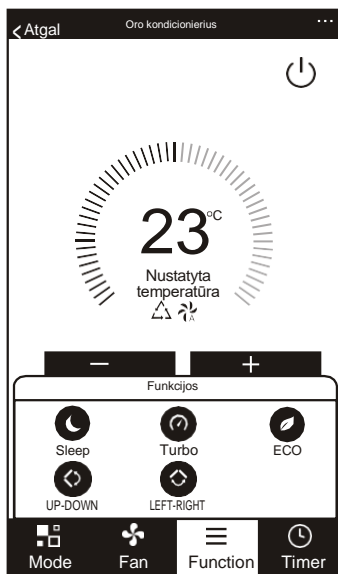 Atgal
Oro kondicionierius
23°C
Nustatyta
temperatūra
A
Funkcijos
Sleep Turbo ECO
UP-DOWN LEFT-RIGHT
Mode Fan Function Timer